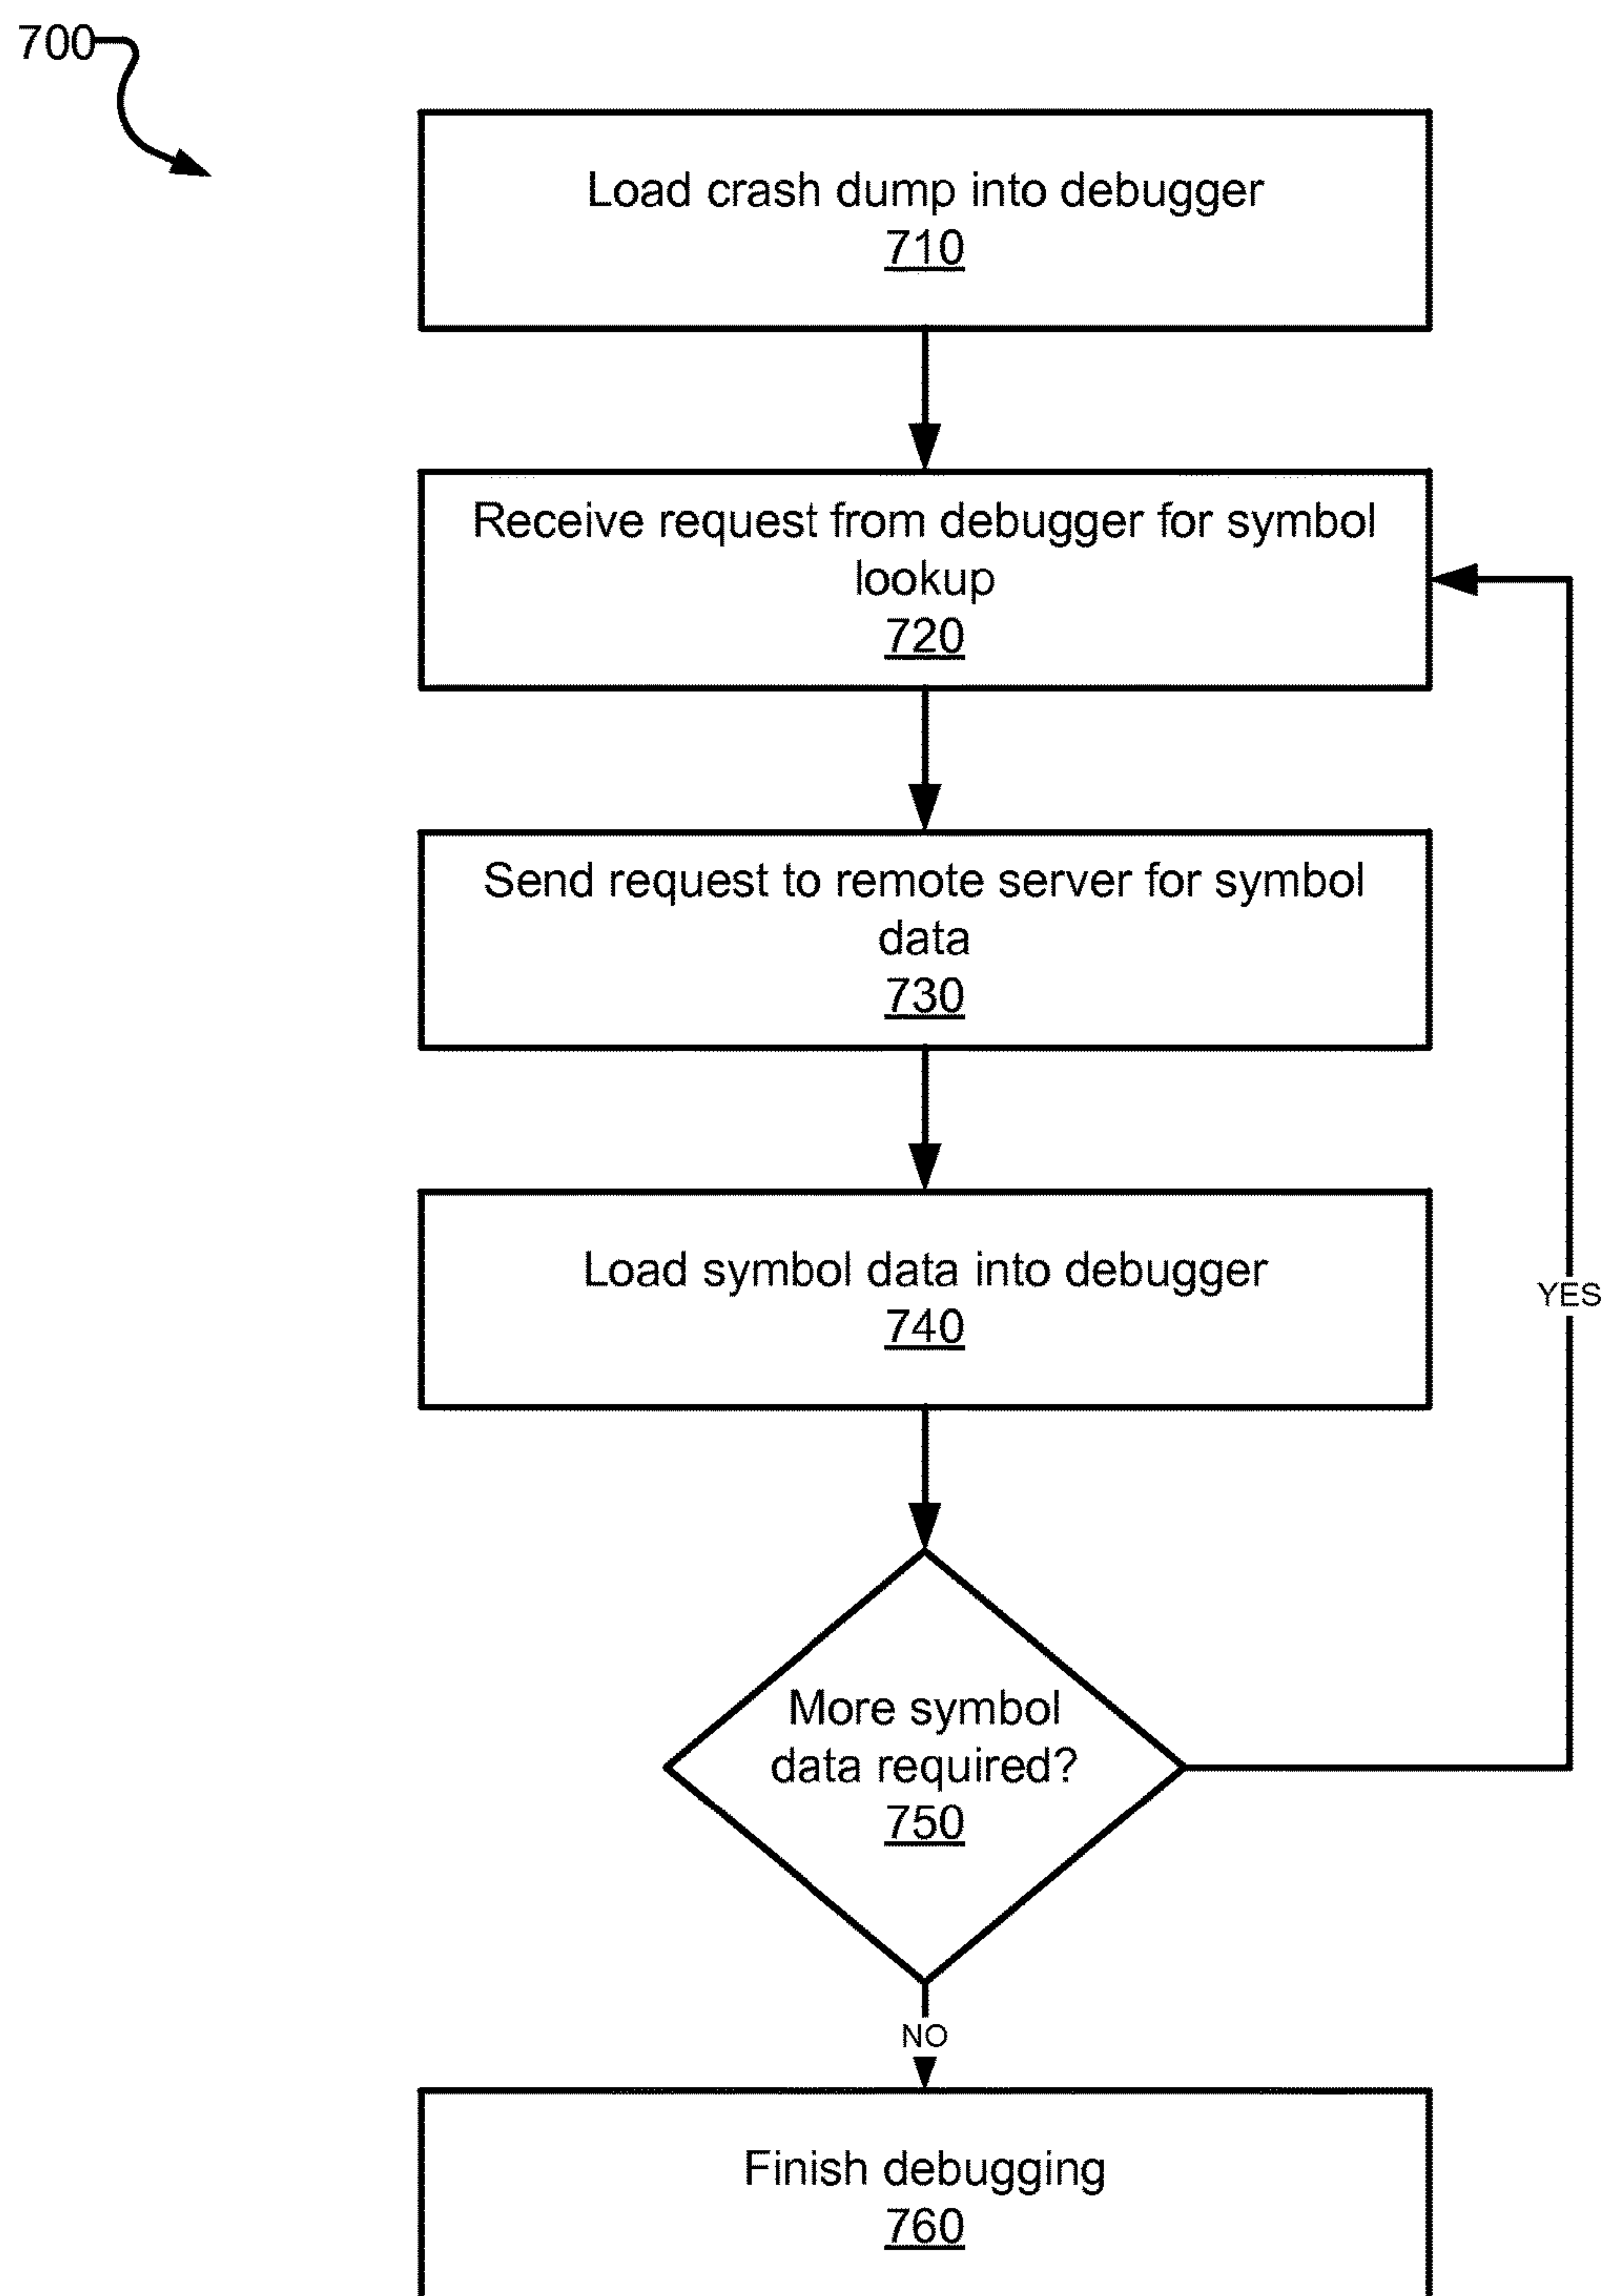 700
Load crash dump into debugger
710
Receive request from debugger for symbol
lookup
720
Send request to remote server for symbol
data
730
Load symbol data into debugger
740
YES
More symbol
data required?
750
NO
Finish debugging
760